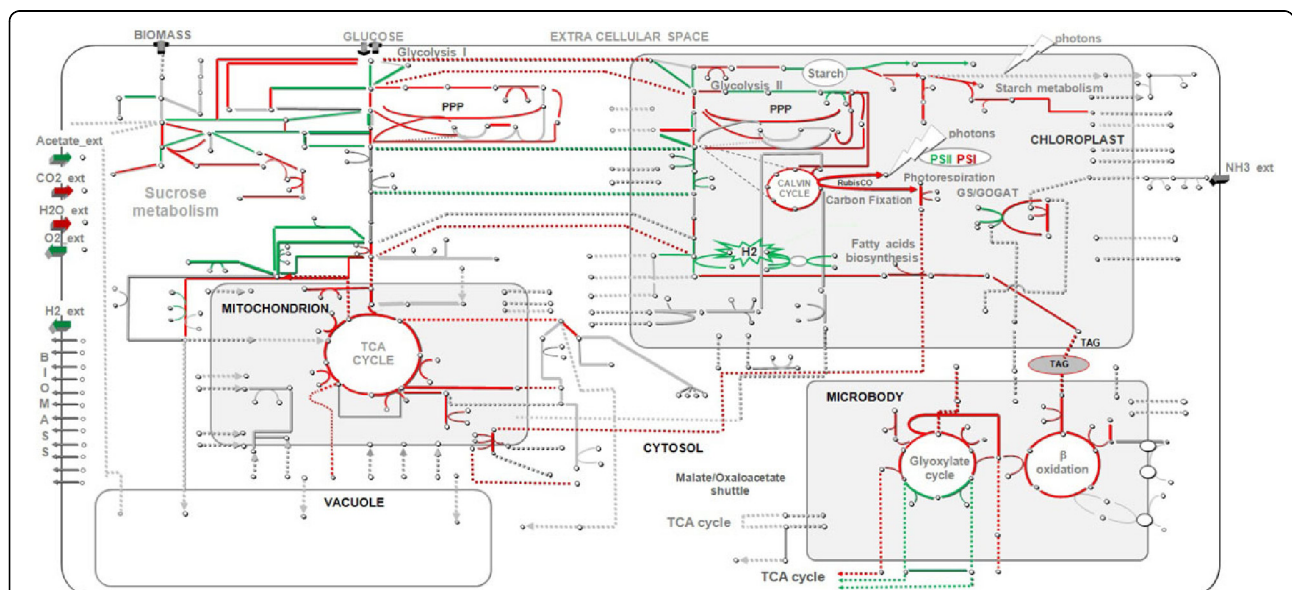 BIOMASS
GLUCOSE
EXTRA CELLULAR SPACE
photons
Glycolysis I
Starch
Glycolysis II
Starch metabolism
PPP
PPP
photons
CHLOROPLAST
Acetate_ext
PSII PSI
CO2_ext
Sucrose
metabolism
CALVIN
CYCLE
RubisCO
Photorespiration
NH3_ext
Carbon Fixation
GS/GOGAT
H2O_ext
O2_ext
H2
Fatty acids
biosynthesis
MITOCHONDRION
H2_ext
TCA
CYCLE
TAG
TAG
B
I
O
M
A
S
S
MICROBODY
CYTOSOL
Glyoxylate
cycle
β
oxidation
Malate/Oxaloacetate
shuttle
VACUOLE
TCA cycle
TCA cycle